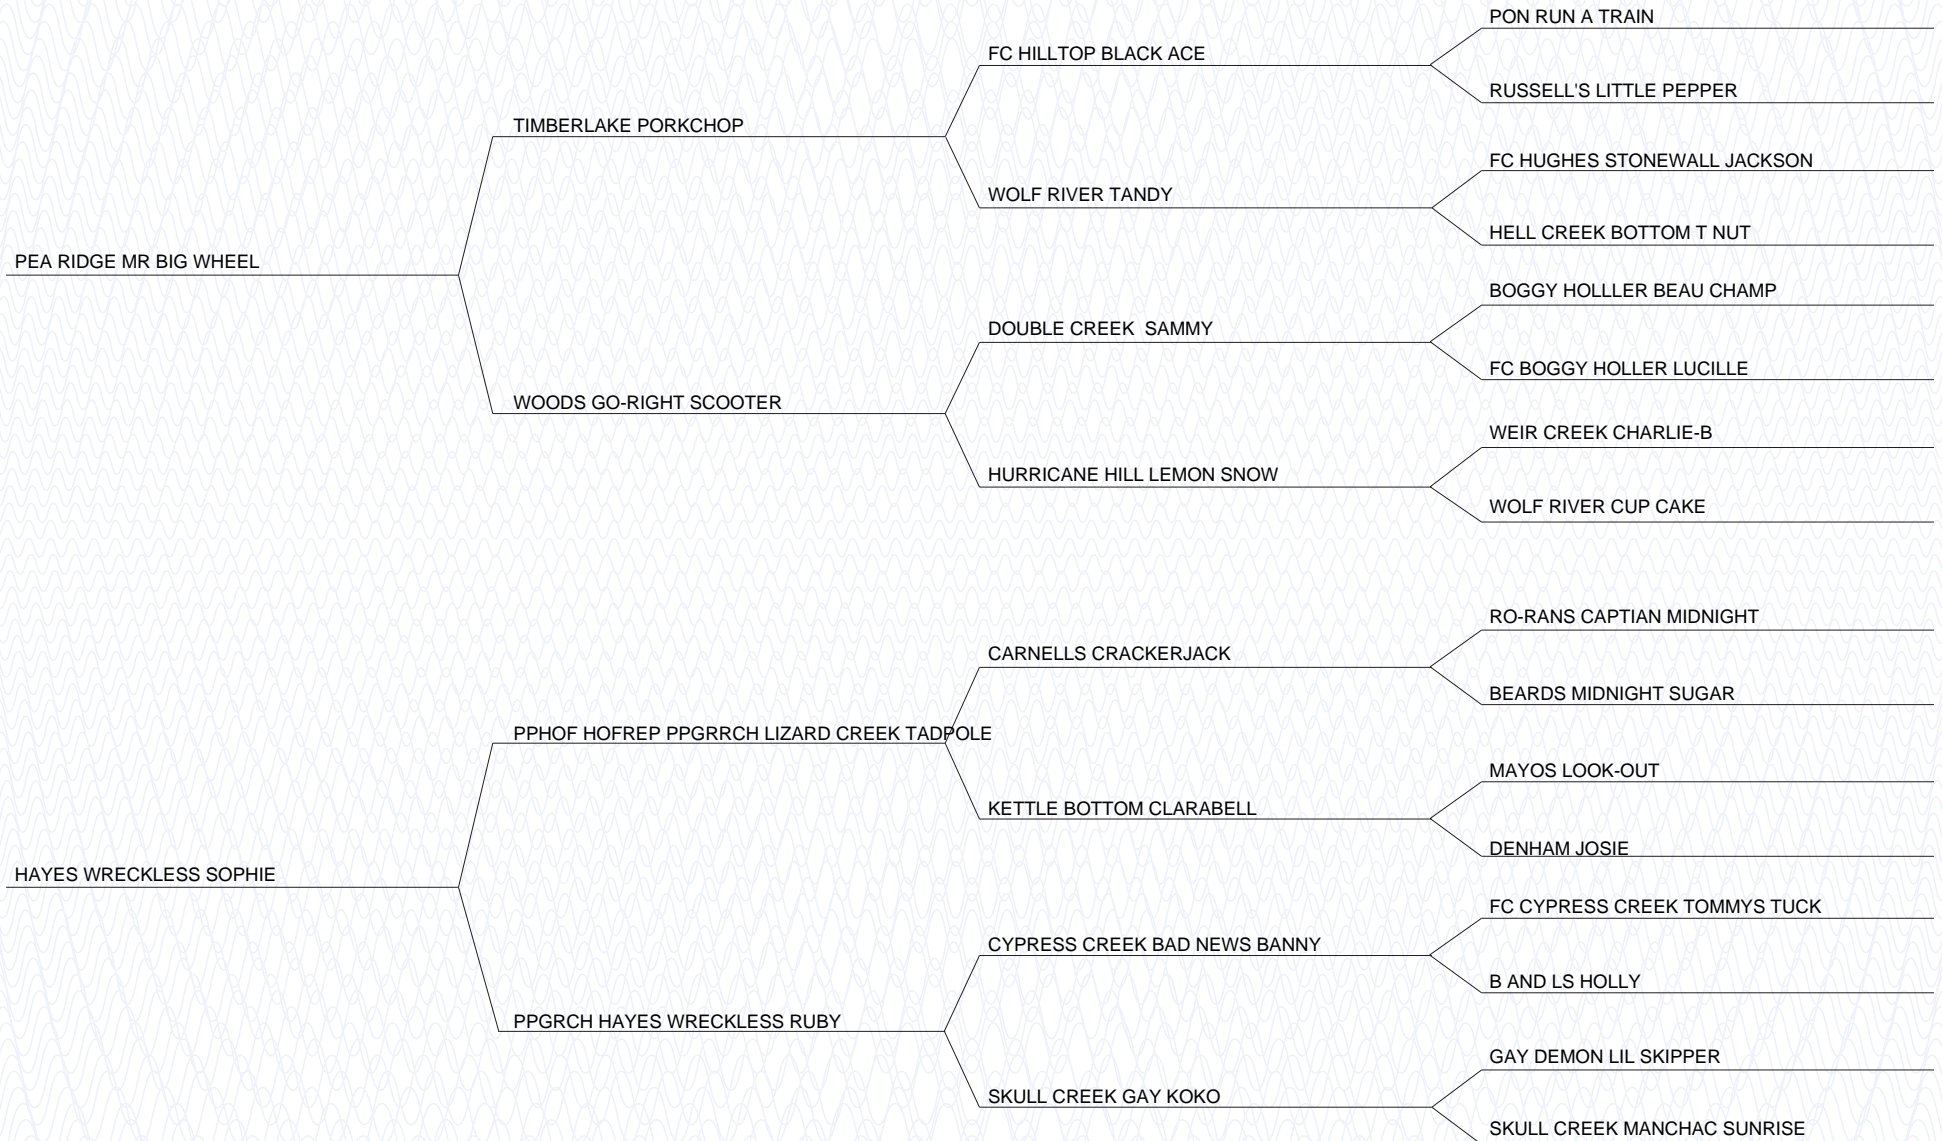 PON RUN A TRAIN
FC HILLTOP BLACK ACE
RUSSELL'S LITTLE PEPPER
TIMBERLAKE PORKCHOP
FC HUGHES STONEWALL JACKSON
WOLF RIVER TANDY
HELL CREEK BOTTOM T NUT
PEA RIDGE MR BIG WHEEL
BOGGY HOLLLER BEAU CHAMP
DOUBLE CREEK  SAMMY
FC BOGGY HOLLER LUCILLE
WOODS GO-RIGHT SCOOTER
WEIR CREEK CHARLIE-B
HURRICANE HILL LEMON SNOW
WOLF RIVER CUP CAKE
RO-RANS CAPTIAN MIDNIGHT
CARNELLS CRACKERJACK
BEARDS MIDNIGHT SUGAR
PPHOF HOFREP PPGRRCH LIZARD CREEK TADPOLE
MAYOS LOOK-OUT
KETTLE BOTTOM CLARABELL
DENHAM JOSIE
HAYES WRECKLESS SOPHIE
FC CYPRESS CREEK TOMMYS TUCK
CYPRESS CREEK BAD NEWS BANNY
B AND LS HOLLY
PPGRCH HAYES WRECKLESS RUBY
GAY DEMON LIL SKIPPER
SKULL CREEK GAY KOKO
SKULL CREEK MANCHAC SUNRISE